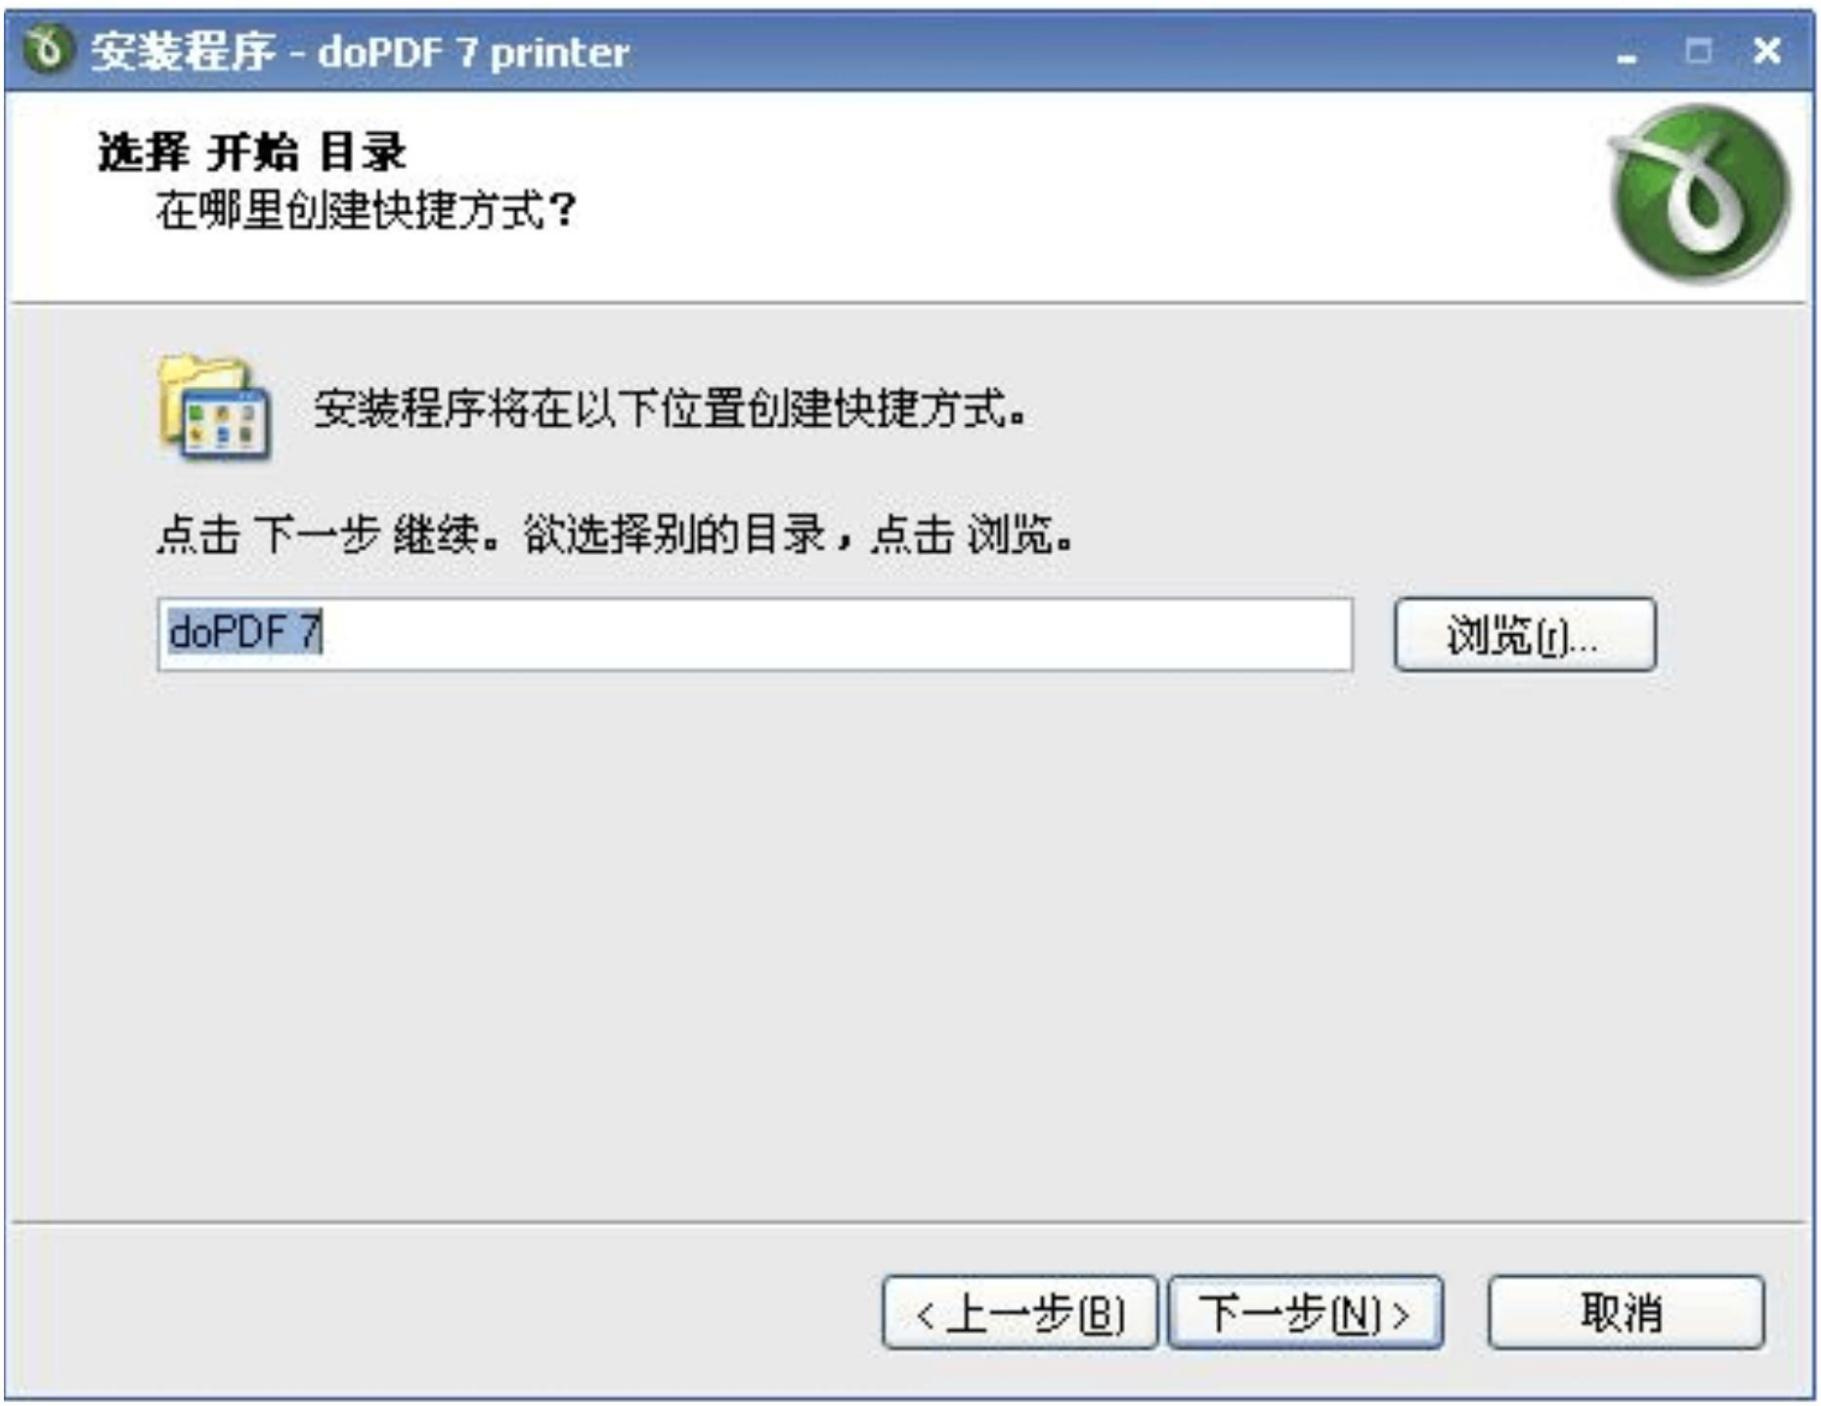 安装程序 - doPDF 7 printer
选择 开始 目录
在哪里创建快捷方式？
安装程序将在以下位置创建快捷方式。
点击 下一步 继续。欲选择别的目录，点击 浏览。
doPDF 7
浏览(r)...
< 上一步(B)
下一步(N) >
取消